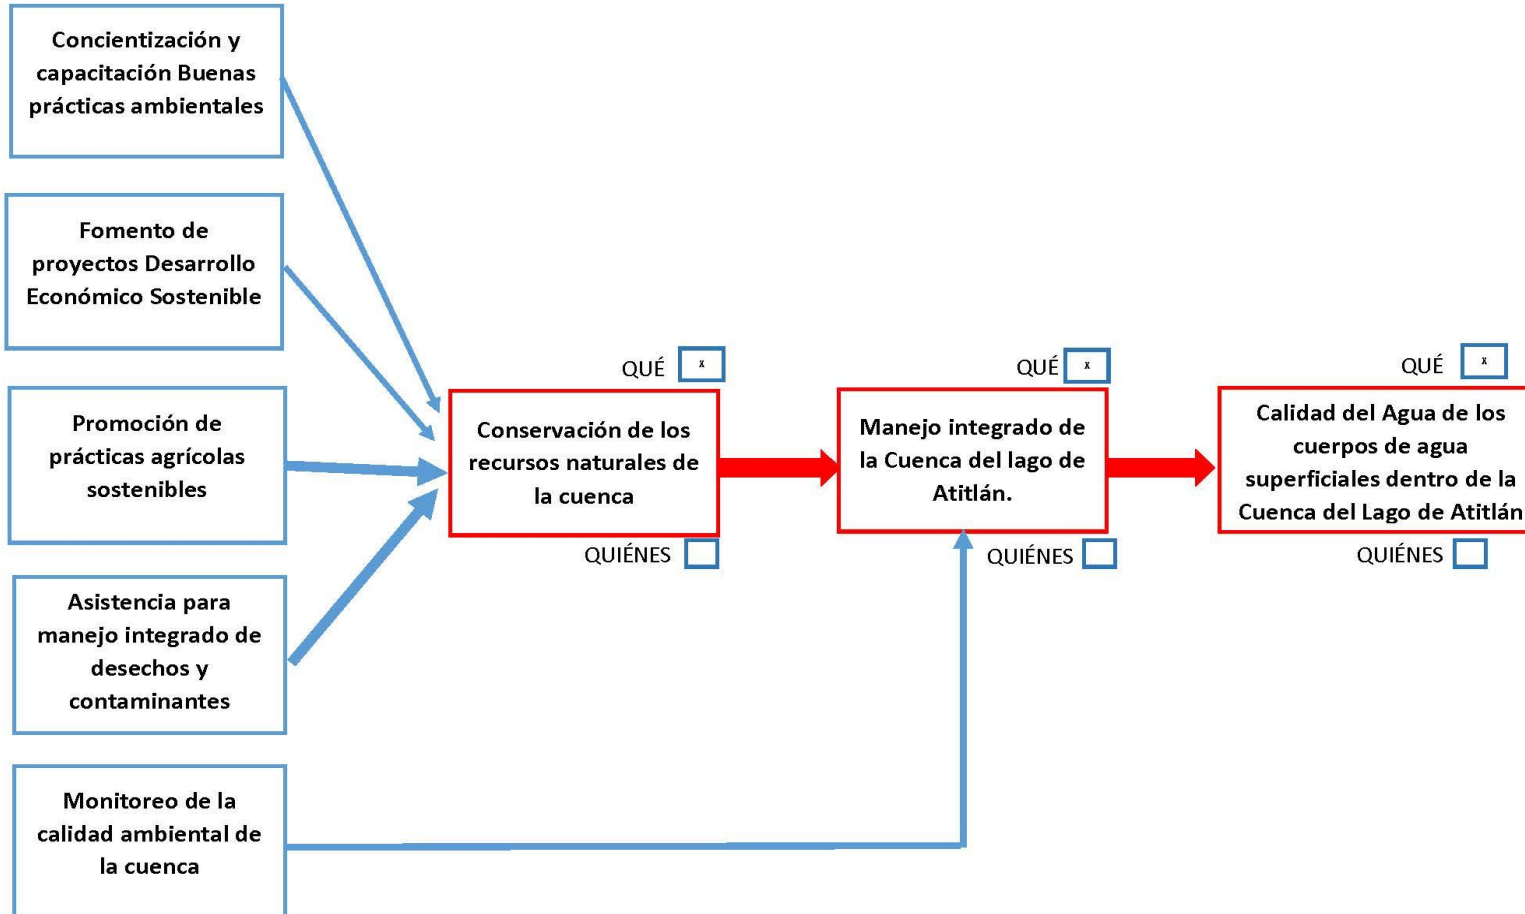 Concientización y
capacitación Buenas
prácticas ambientales
Fomento de
proyectos Desarrollo
Económico Sostenible
Promoción de
prácticas agrícolas
sostenibles
Asistencia para
manejo integrado de
desechos y
contaminantes
Monitoreo de la
calidad ambiental de
la cuenca
QUÉ x
Conservación de los
recursos naturales de
la cuenca
QUIÉNES
QUÉ x
Manejo integrado de
la Cuenca del lago de
Atitlán.
QUIÉNES
QUÉ x
Calidad del Agua de los
cuerpos de agua
superficiales dentro de la
Cuenca del Lago de Atitlán
QUIÉNES